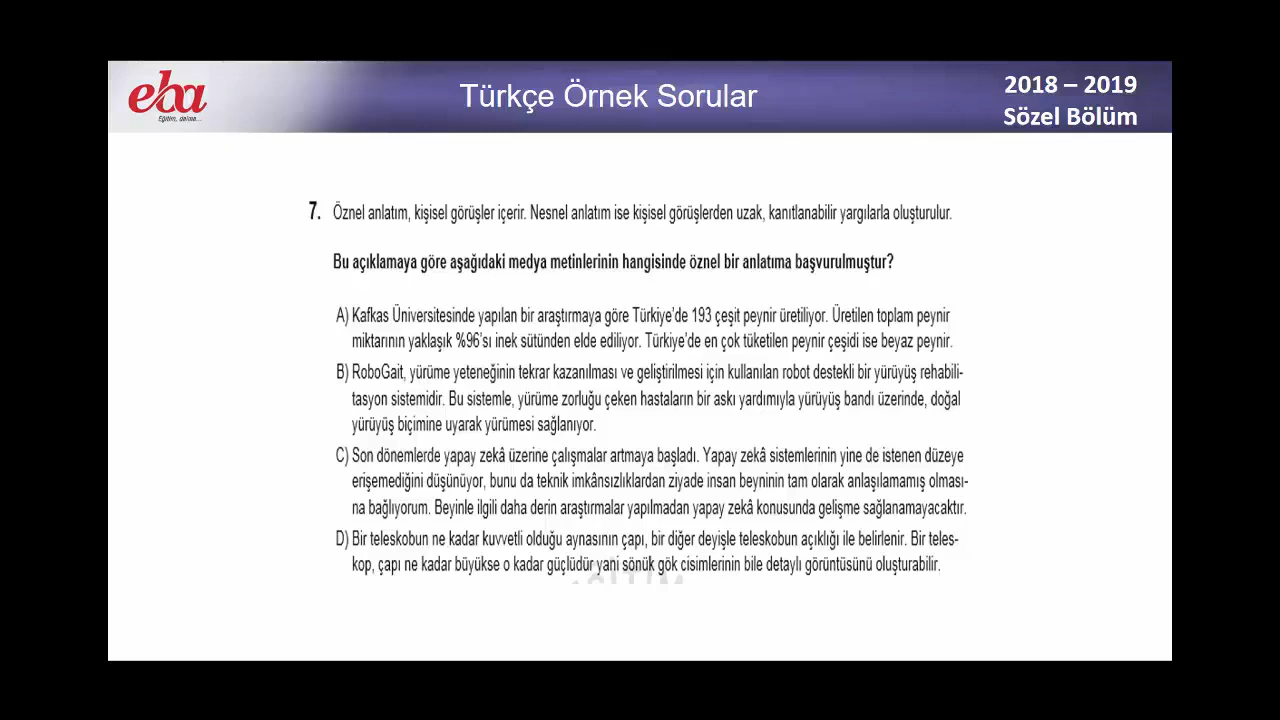 eba
Eğitim, daima...
Türkçe Örnek Sorular
2018 – 2019
Sözel Bölüm
7. Öznel anlatım, kişisel görüşler içerir. Nesnel anlatım ise kişisel görüşlerden uzak, kanıtlanabilir yargılarla oluşturulur.
Bu açıklamaya göre aşağıdaki medya metinlerinin hangisinde öznel bir anlatıma başvurulmuştur?
A) Kafkas Üniversitesinde yapılan bir araştırmaya göre Türkiye’de 193 çeşit peynir üretiliyor. Üretilen toplam peynir
miktarının yaklaşık %96’sı inek sütünden elde ediliyor. Türkiye’de en çok tüketilen peynir çeşidi ise beyaz peynir.
B) RoboGait, yürüme yeteneğinin tekrar kazanılması ve geliştirilmesi için kullanılan robot destekli bir yürüyüş rehabili-
tasyon sistemidir. Bu sistemle, yürüme zorluğu çeken hastaların bir askı yardımıyla yürüyüş bandı üzerinde, doğal
yürüyüş biçimine uyarak yürümesi sağlanıyor.
C) Son dönemlerde yapay zekâ üzerine çalışmalar artmaya başladı. Yapay zekâ sistemlerinin yine de istenen düzeye
erişemediğini düşünüyor, bunu da teknik imkânsızlıklardan ziyade insan beyninin tam olarak anlaşılamamış olması-
na bağlıyorum. Beyinle ilgili daha derin araştırmalar yapılmadan yapay zekâ konusunda gelişme sağlanamayacaktır.
D) Bir teleskobun ne kadar kuvvetli olduğu aynasının çapı, bir diğer deyişle teleskobun açıklığı ile belirlenir. Bir teles-
kop, çapı ne kadar büyükse o kadar güçlüdür yani sönük gök cisimlerinin bile detaylı görüntüsünü oluşturabilir.